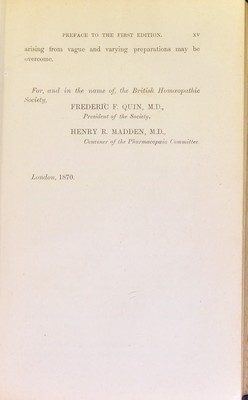 PREFACE TO THE FIRST EDITION. xv
arising from vague and varying preparations may be
overcome.
For, and in the name of, the British Homœopathic
Society,
FREDERIC F. QUIN, M.D.,
President of the Society.
HENRY R. MADDEN, M.D.,
Convener of the Pharmacopœia Committee.
London, 1870.